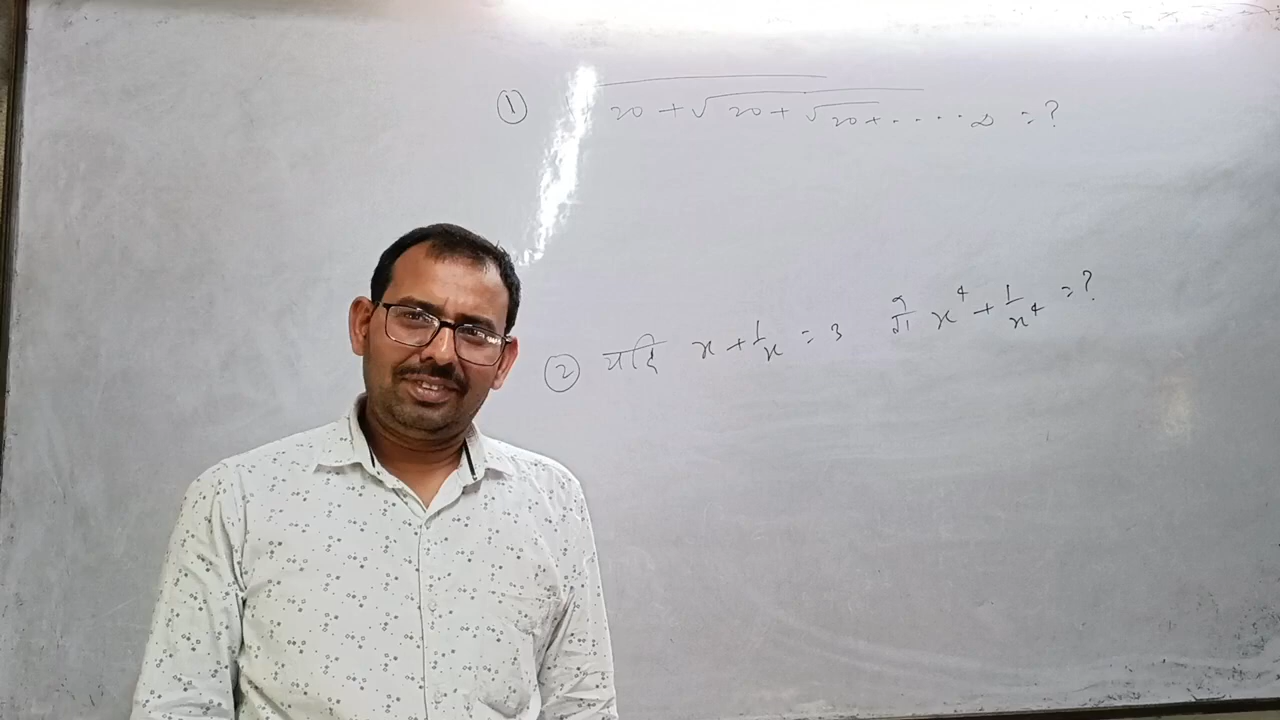 ① √20 + √20 + √20 + ..... ∞ = ?
② यदि x + 1/x = 3 तो x⁴ + 1/x⁴ = ?